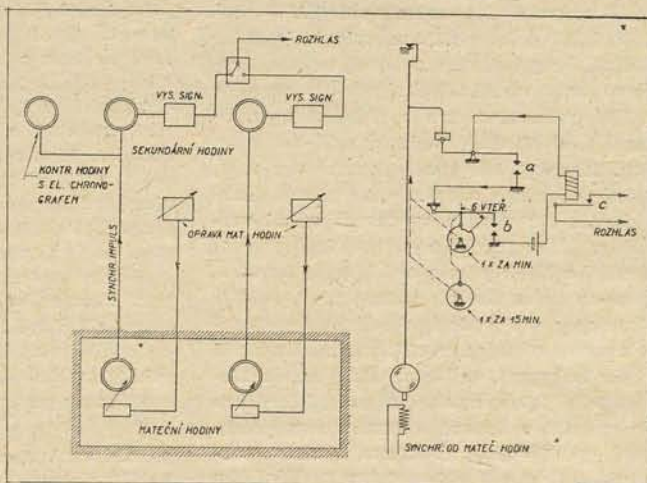 ROZHLAS
VYS. SIGN.
VYS. SIGN
SEKUNDÁRNÍ HODINY
KONTR. HODINY
S EL. CHRONO-
GRAFEM
SYNCHR. IMPULS
OPRAVA MAT. HODIN
MATEČNÍ HODINY
a
6 VTEŘ.
b
c
ROZHLAS
1 x ZA MIN.
1 x ZA 15 MIN.
SYNCHR. OD MATEČ. HODIN